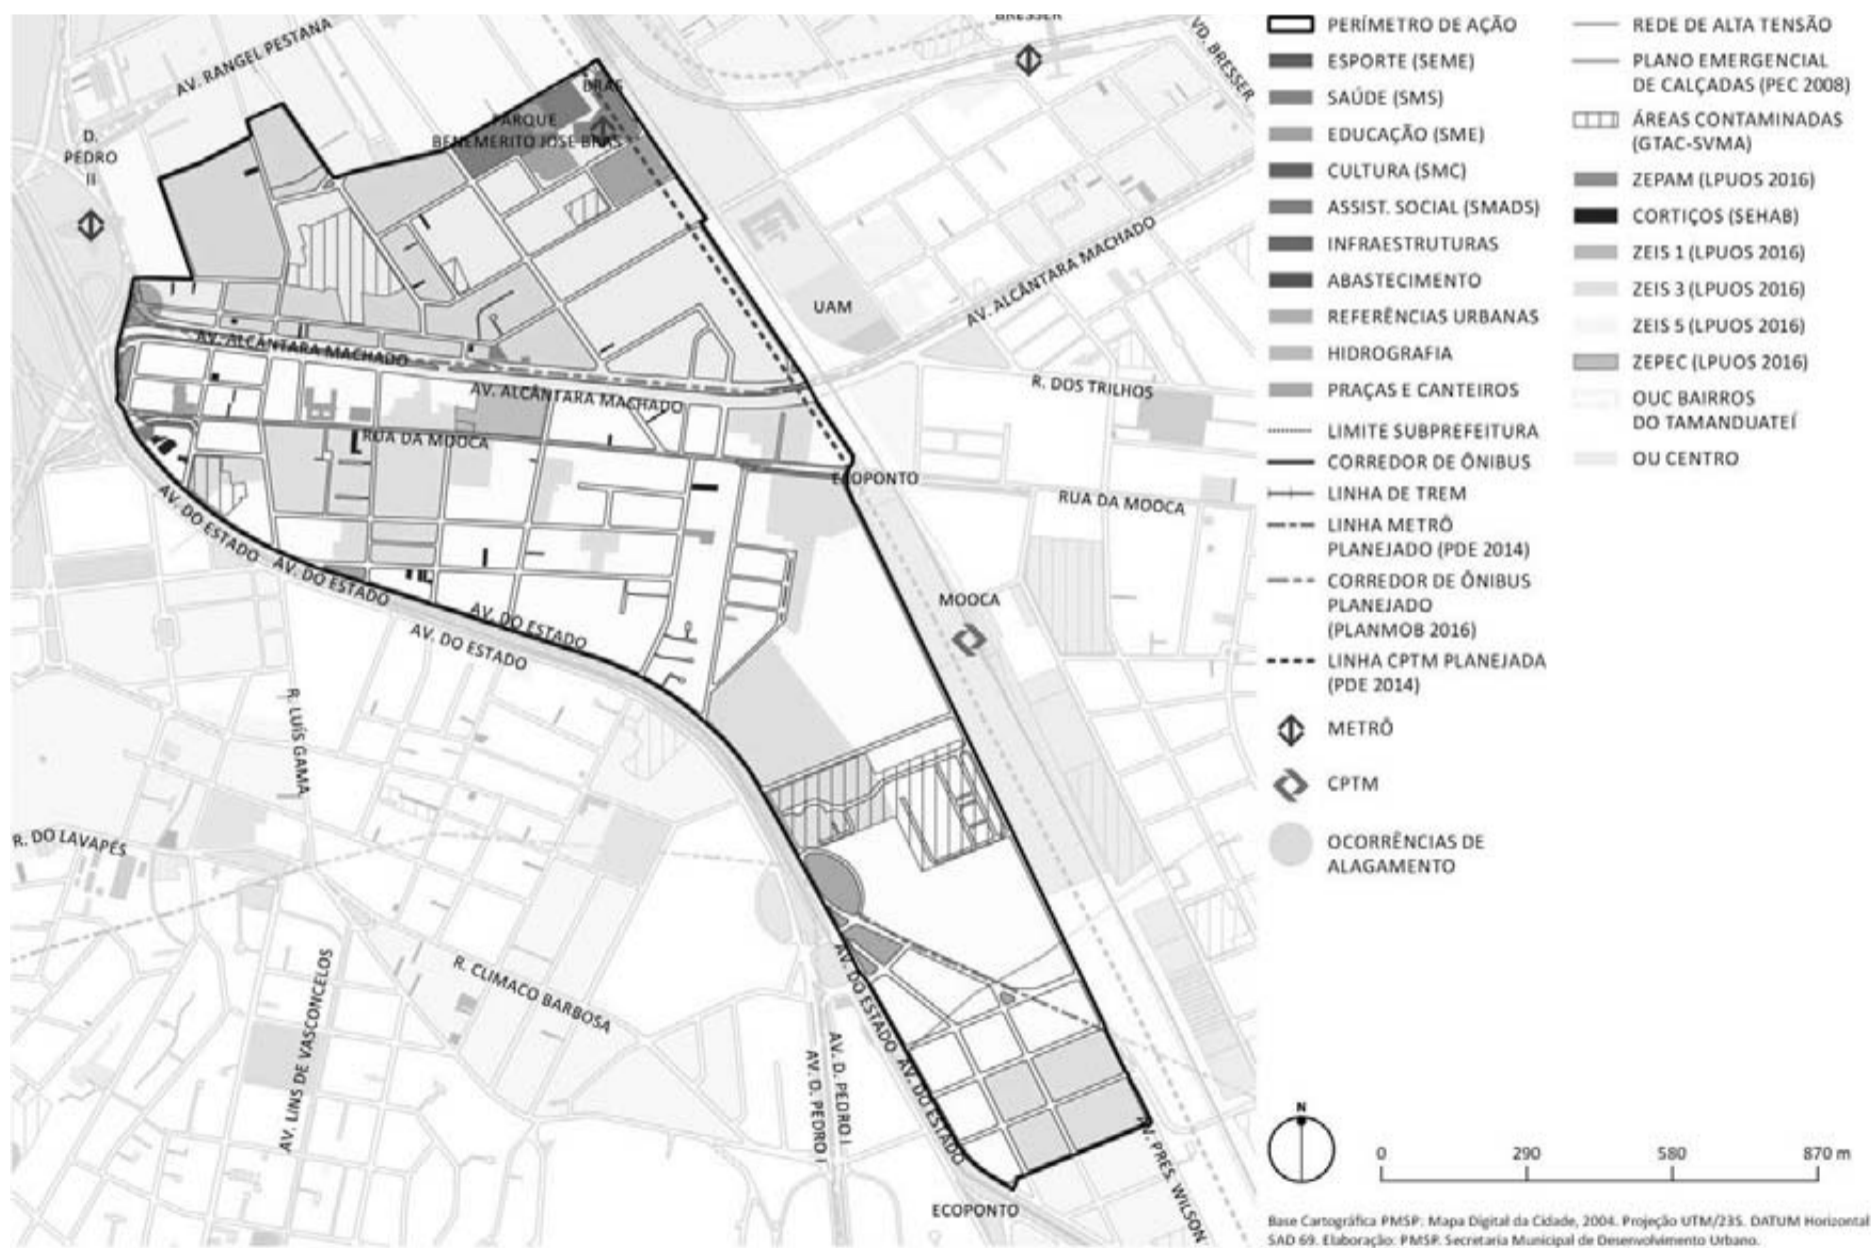 BRESSER
VD. BRESSER
AV. RANGEL PESTANA
BRÁS
PARQUE
BENEMÉRITO JOSÉ BRÁS
D.
PEDRO
II
UAM
AV. ALCÂNTARA MACHADO
AV. ALCÂNTARA MACHADO
AV. ALCÂNTARA MACHADO
R. DOS TRILHOS
RUA DA MOOCA
ECOPONTO
RUA DA MOOCA
AV. DO ESTADO
AV. DO ESTADO
AV. DO ESTADO
AV. DO ESTADO
MOOCA
R. LUÍS GAMA
R. DO LAVAPÉS
R. CLIMACO BARBOSA
AV. LINS DE VASCONCELOS
AV. DO ESTADO
AV. DO ESTADO
AV. D. PEDRO I
AV. D. PEDRO I
AV. PRES. WILSON
ECOPONTO
PERÍMETRO DE AÇÃO
ESPORTE (SEME)
SAÚDE (SMS)
EDUCAÇÃO (SME)
CULTURA (SMC)
ASSIST. SOCIAL (SMADS)
INFRAESTRUTURAS
ABASTECIMENTO
REFERÊNCIAS URBANAS
HIDROGRAFIA
PRAÇAS E CANTEIROS
LIMITE SUBPREFEITURA
CORREDOR DE ÔNIBUS
LINHA DE TREM
LINHA METRÔ
PLANEJADO (PDE 2014)
CORREDOR DE ÔNIBUS
PLANEJADO
(PLANMOB 2016)
LINHA CPTM PLANEJADA
(PDE 2014)
METRÔ
CPTM
OCORRÊNCIAS DE
ALAGAMENTO
REDE DE ALTA TENSÃO
PLANO EMERGENCIAL
DE CALÇADAS (PEC 2008)
ÁREAS CONTAMINADAS
(GTAC-SVMA)
ZEPAM (LPUOS 2016)
CORTIÇOS (SEHAB)
ZEIS 1 (LPUOS 2016)
ZEIS 3 (LPUOS 2016)
ZEIS 5 (LPUOS 2016)
ZEPEC (LPUOS 2016)
OUC BAIRROS
DO TAMANDUATEÍ
OU CENTRO
N
0 290 580 870 m
Base Cartográfica PMSP: Mapa Digital da Cidade, 2004. Projeção UTM/23S. DATUM Horizontal
SAD 69. Elaboração: PMSP. Secretaria Municipal de Desenvolvimento Urbano.